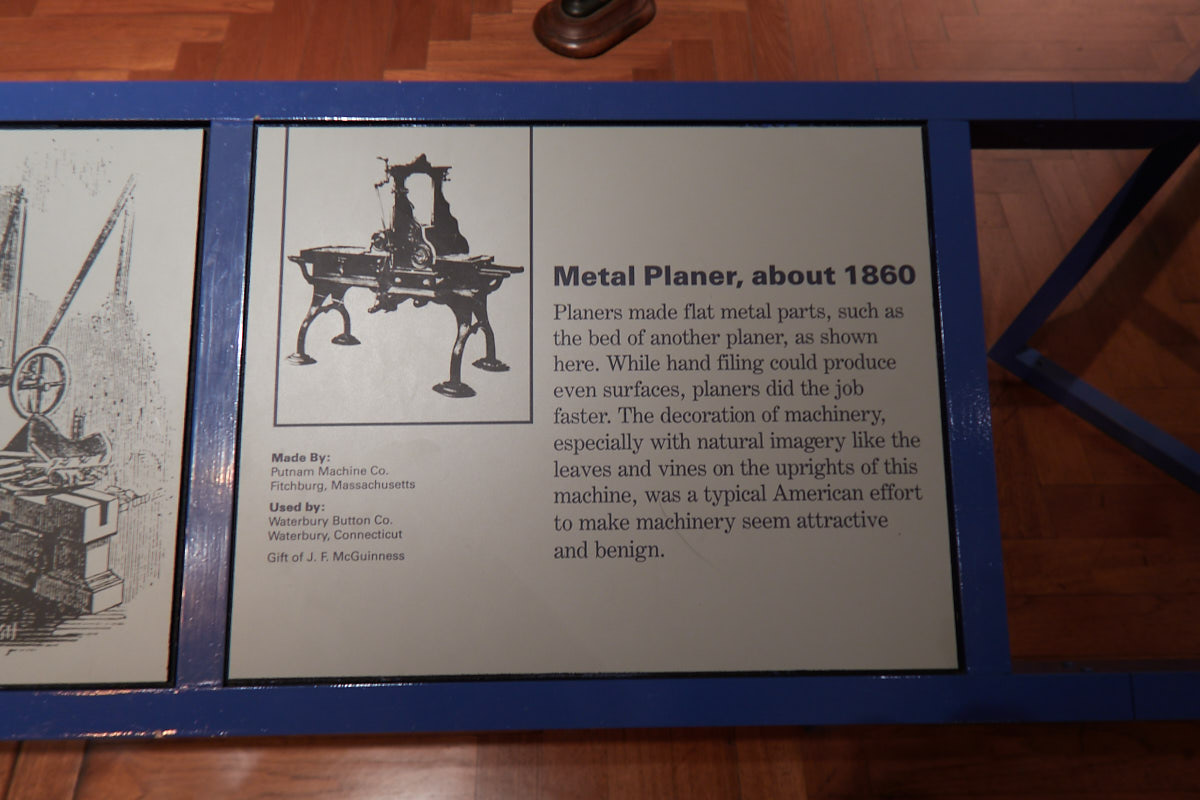 Metal Planer, about 1860
Planers made flat metal parts, such as
the bed of another planer, as shown
here. While hand filing could produce
even surfaces, planers did the job
faster. The decoration of machinery,
especially with natural imagery like the
leaves and vines on the uprights of this
machine, was a typical American effort
to make machinery seem attractive
and benign.
Made By:
Putnam Machine Co.
Fitchburg, Massachusetts
Used by:
Waterbury Button Co.
Waterbury, Connecticut
Gift of J. F. McGuinness